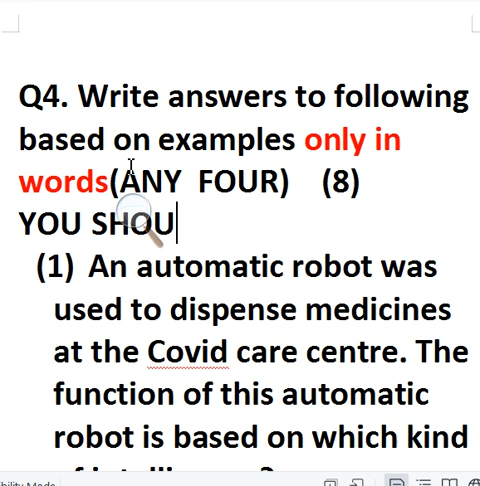 Q4. Write answers to following
based on examples only in
words(ANY FOUR) (8)
YOU SHOU
(1) An automatic robot was
used to dispense medicines
at the Covid care centre. The
function of this automatic
robot is based on which kind